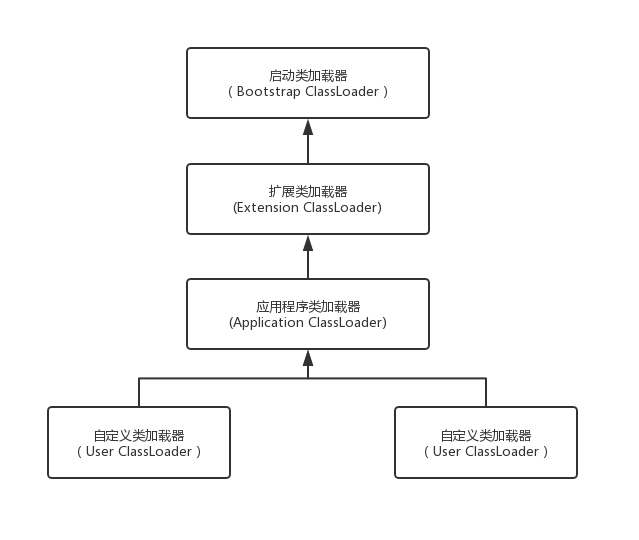 启动类加载器
（ Bootstrap ClassLoader ）
扩展类加载器
(Extension ClassLoader)
应用程序类加载器
(Application ClassLoader)
自定义类加载器
（ User ClassLoader ）
自定义类加载器
（ User ClassLoader ）